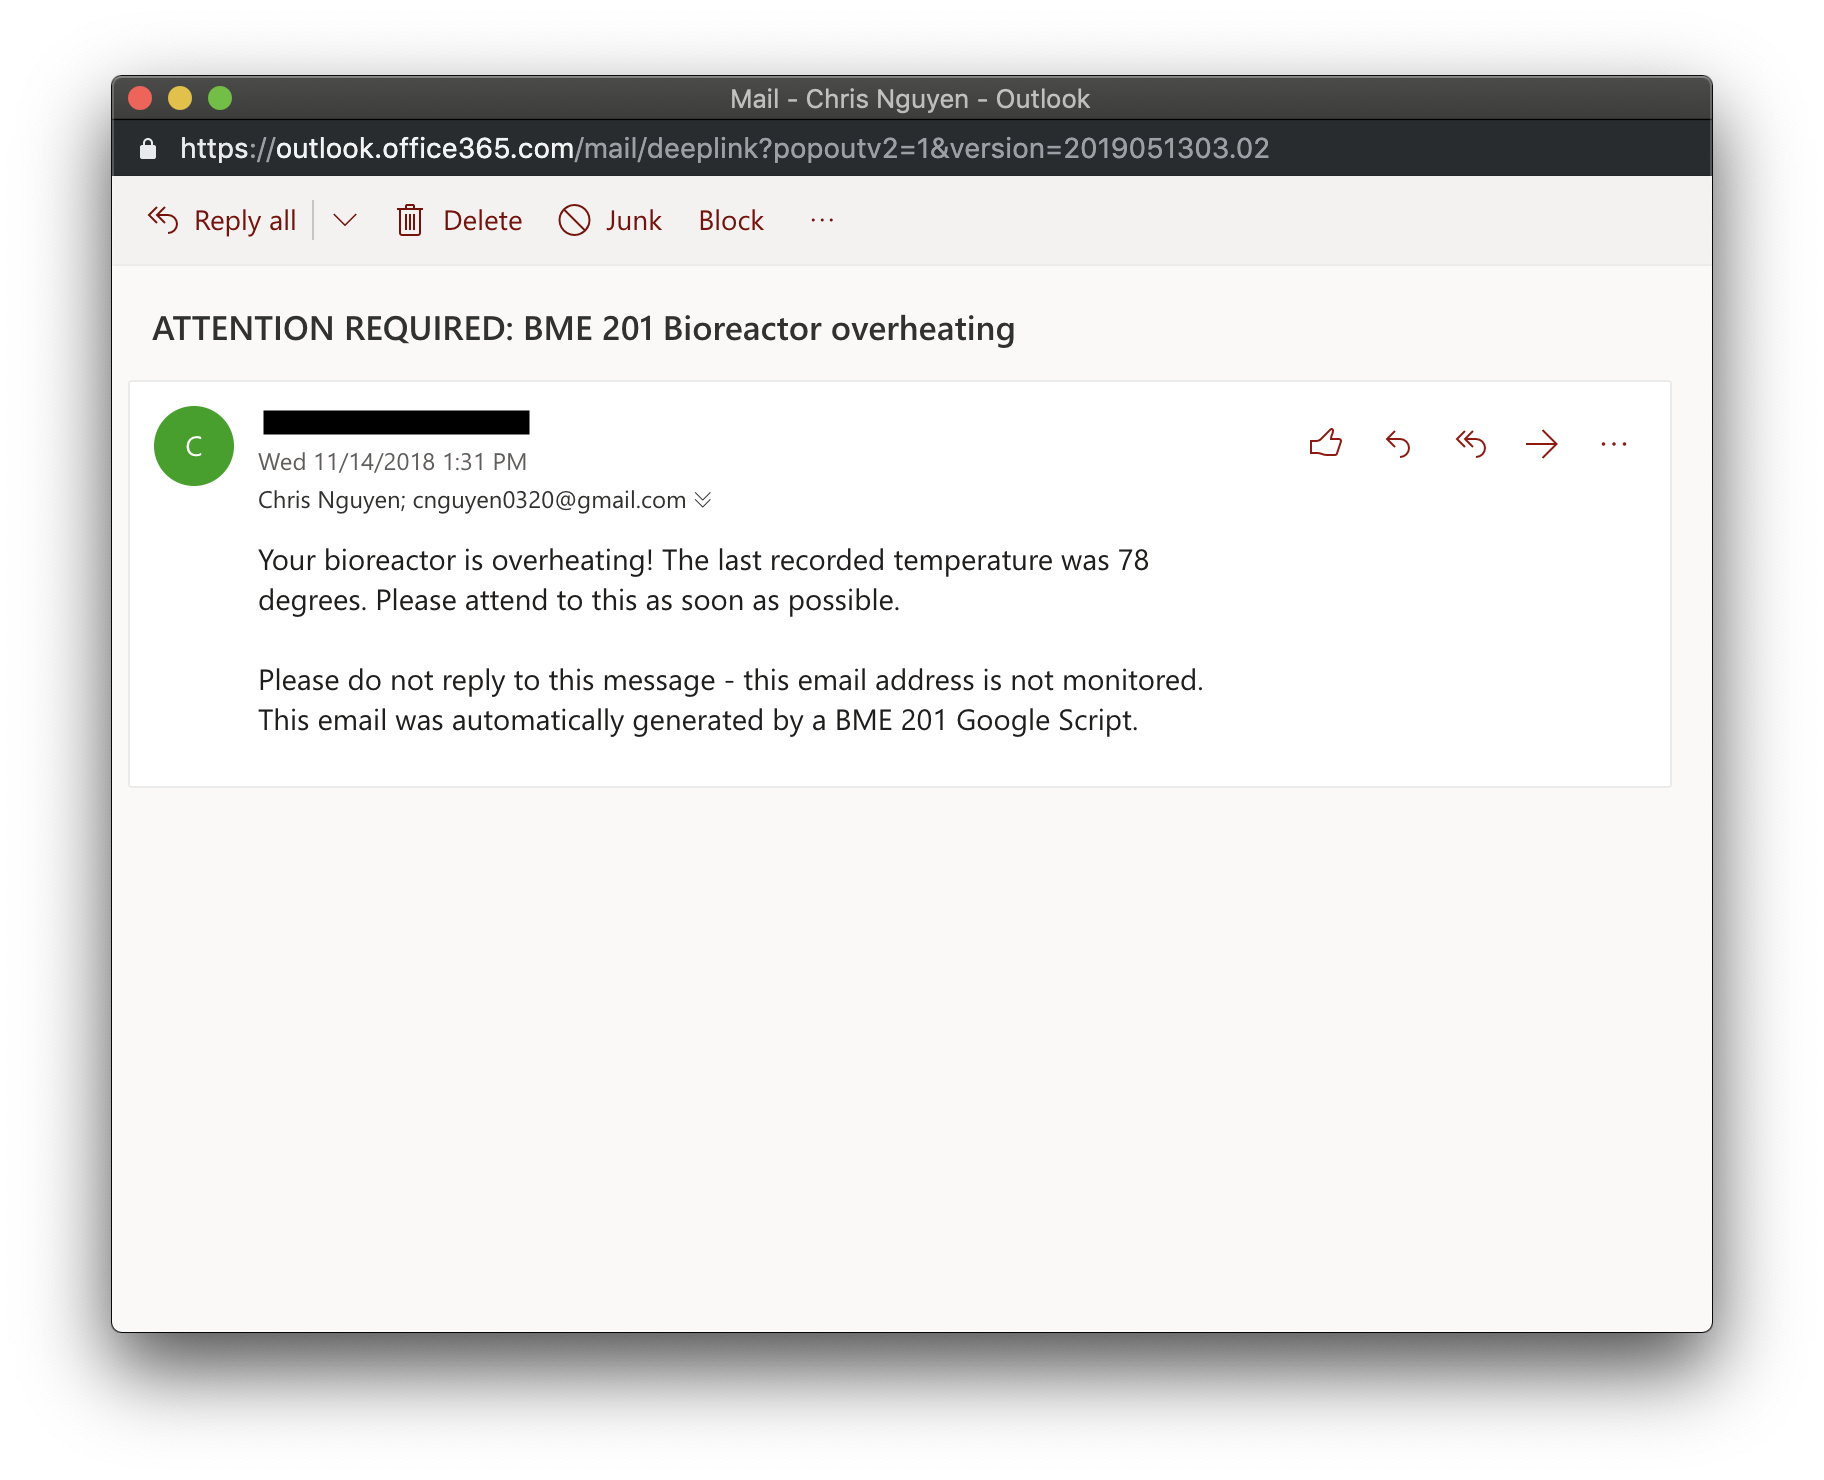 Mail - Chris Nguyen - Outlook
https://outlook.office365.com/mail/deeplink?popoutv2=1&version=2019051303.02
Reply all Delete Junk Block ...
ATTENTION REQUIRED: BME 201 Bioreactor overheating
C
Wed 11/14/2018 1:31 PM
Chris Nguyen; cnguyen0320@gmail.com
Your bioreactor is overheating! The last recorded temperature was 78
degrees. Please attend to this as soon as possible.
Please do not reply to this message - this email address is not monitored.
This email was automatically generated by a BME 201 Google Script.